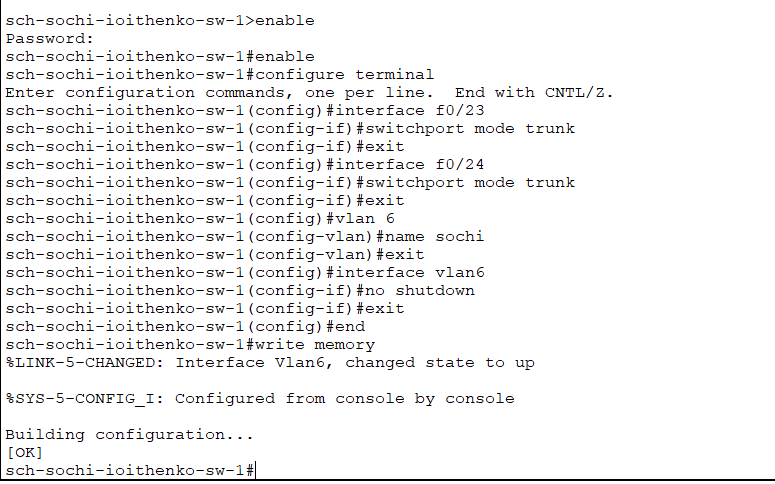 sch-sochi-ioithenko-sw-1>enable
Password:
sch-sochi-ioithenko-sw-1#enable
sch-sochi-ioithenko-sw-1#configure terminal
Enter configuration commands, one per line.  End with CNTL/Z.
sch-sochi-ioithenko-sw-1(config)#interface f0/23
sch-sochi-ioithenko-sw-1(config-if)#switchport mode trunk
sch-sochi-ioithenko-sw-1(config-if)#exit
sch-sochi-ioithenko-sw-1(config)#interface f0/24
sch-sochi-ioithenko-sw-1(config-if)#switchport mode trunk
sch-sochi-ioithenko-sw-1(config-if)#exit
sch-sochi-ioithenko-sw-1(config)#vlan 6
sch-sochi-ioithenko-sw-1(config-vlan)#name sochi
sch-sochi-ioithenko-sw-1(config-vlan)#exit
sch-sochi-ioithenko-sw-1(config)#interface vlan6
sch-sochi-ioithenko-sw-1(config-if)#no shutdown
sch-sochi-ioithenko-sw-1(config-if)#exit
sch-sochi-ioithenko-sw-1(config)#end
sch-sochi-ioithenko-sw-1#write memory
%LINK-5-CHANGED: Interface Vlan6, changed state to up

%SYS-5-CONFIG_I: Configured from console by console

Building configuration...
[OK]
sch-sochi-ioithenko-sw-1#